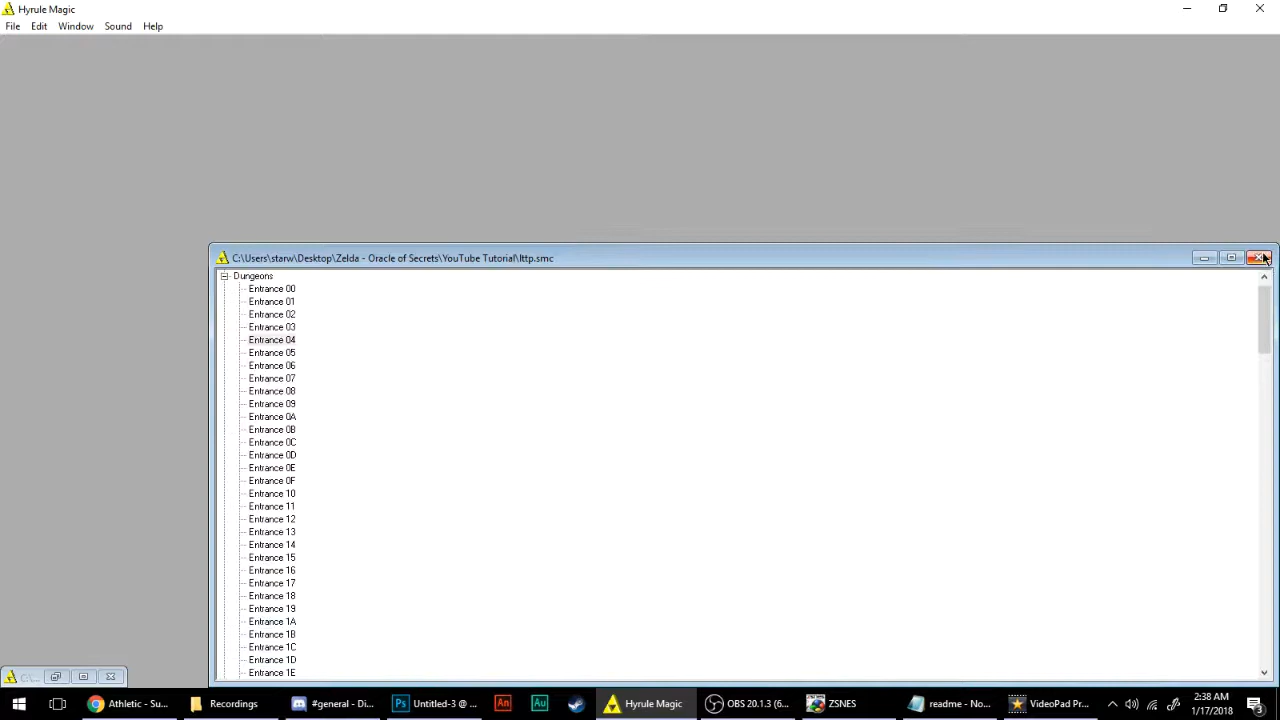 Hyrule Magic
File Edit Window Sound Help
C:\Users\starw\Desktop\Zelda - Oracle of Secrets\YouTube Tutorial\lttp.smc
Dungeons
Entrance 00
Entrance 01
Entrance 02
Entrance 03
Entrance 04
Entrance 05
Entrance 06
Entrance 07
Entrance 08
Entrance 09
Entrance 0A
Entrance 0B
Entrance 0C
Entrance 0D
Entrance 0E
Entrance 0F
Entrance 10
Entrance 11
Entrance 12
Entrance 13
Entrance 14
Entrance 15
Entrance 16
Entrance 17
Entrance 18
Entrance 19
Entrance 1A
Entrance 1B
Entrance 1C
Entrance 1D
Entrance 1E
C:\...
Athletic - Su... Recordings #general - Di... Ps Untitled-3 @ ... An Au Hyrule Magic OBS 20.1.3 (6... ZSNES readme - No... VideoPad Pr... 2:38 AM
1/17/2018 3